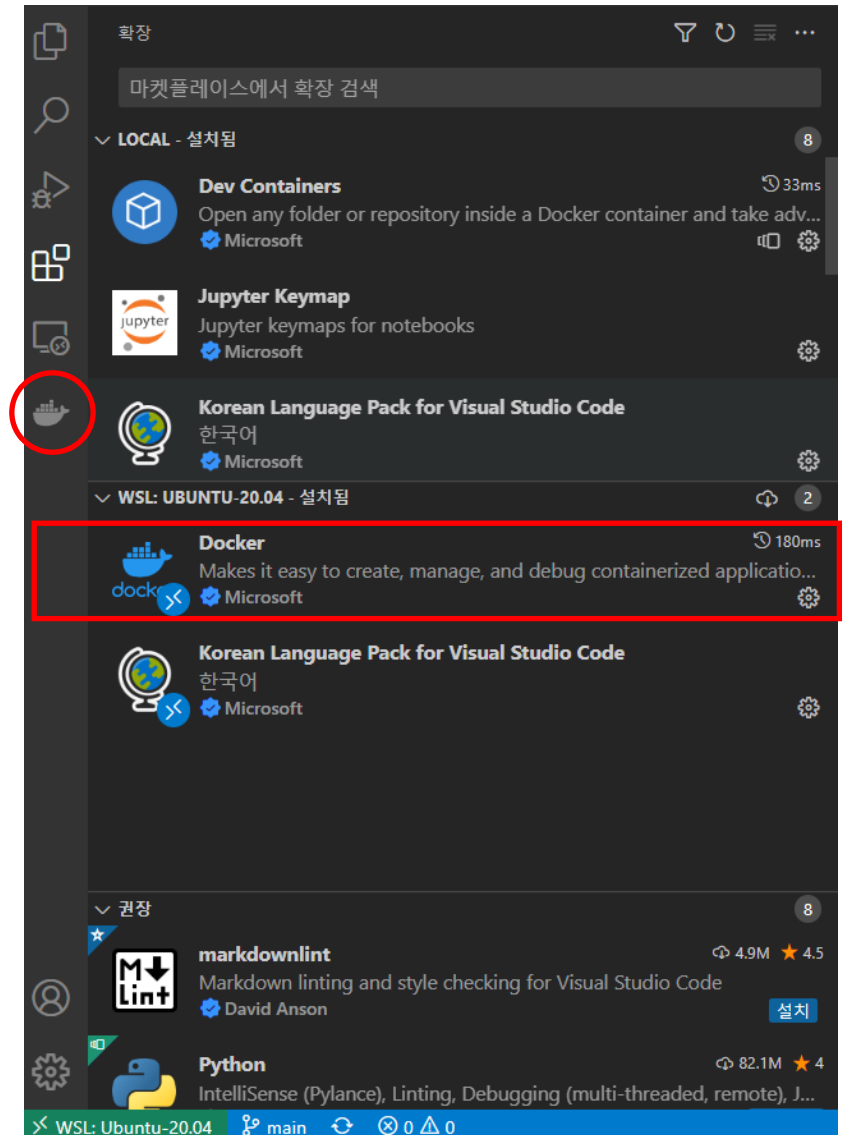 확장
마켓플레이스에서 확장 검색
LOCAL - 설치됨
8
Dev Containers
33ms
Open any folder or repository inside a Docker container and take adv...
Microsoft
jupyter
Jupyter Keymap
Jupyter keymaps for notebooks
Microsoft
Korean Language Pack for Visual Studio Code
한국어
Microsoft
WSL: UBUNTU-20.04 - 설치됨
2
Docker
180ms
Makes it easy to create, manage, and debug containerized applicatio...
Microsoft
Korean Language Pack for Visual Studio Code
한국어
Microsoft
권장
8
M
Lint
markdownlint
4.9M
4.5
Markdown linting and style checking for Visual Studio Code
David Anson
설치
Python
82.1M
4
IntelliSense (Pylance), Linting, Debugging (multi-threaded, remote), J...
WSL: Ubuntu-20.04
main
0
0